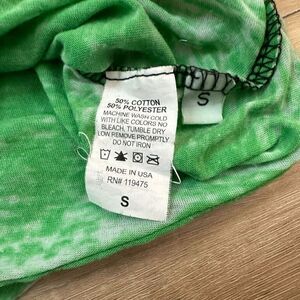 50% COTTON
50% POLYESTER
MACHINE WASH COLD
WITH LIKE COLORS NO
BLEACH, TUMBLE DRY
LOW REMOVE PROMPTLY
DO NOT IRON
MADE IN USA
RN# 119475
S
S